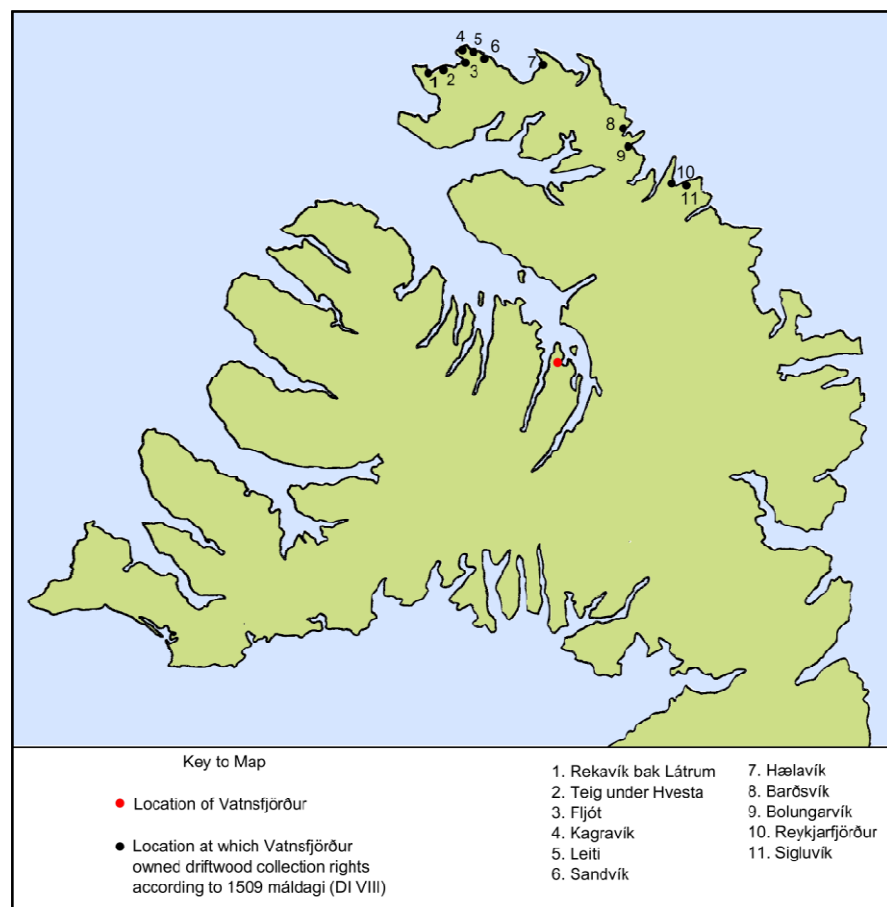 4
5
6
7
1
2
3
8
9
10
11
Key to Map
Location of Vatnsfjörður
Location at which Vatnsfjörður
owned driftwood collection rights
according to 1509 máldagi (DI VIII)
1. Rekavík bak Látrum
2. Teig under Hvesta
3. Fljót
4. Kagravík
5. Leiti
6. Sandvík
7. Hælavík
8. Barðsvík
9. Bolungarvík
10. Reykjarfjörður
11. Sigluvík